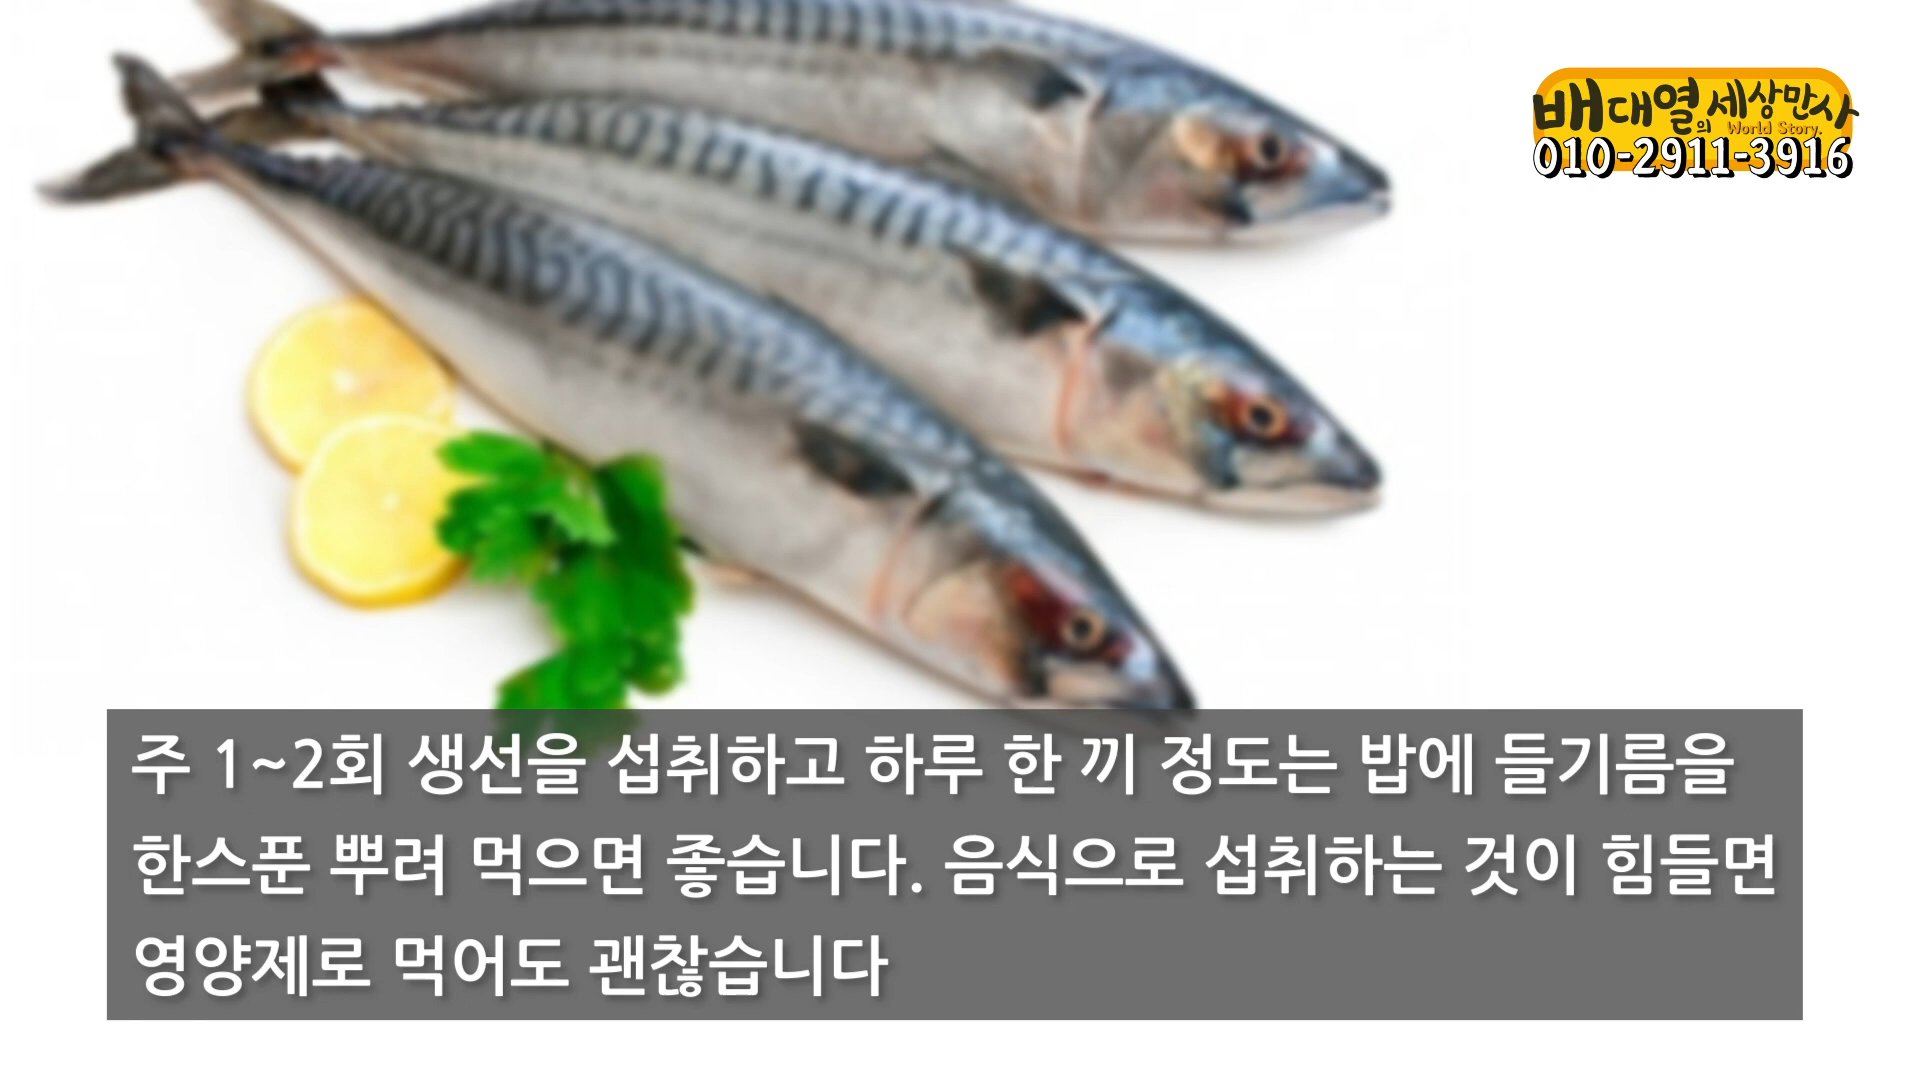 배대열의 세상만사
World Story.
010-2911-3916
주 1~2회 생선을 섭취하고 하루 한 끼 정도는 밥에 들기름을
한스푼 뿌려 먹으면 좋습니다. 음식으로 섭취하는 것이 힘들면
영양제로 먹어도 괜찮습니다